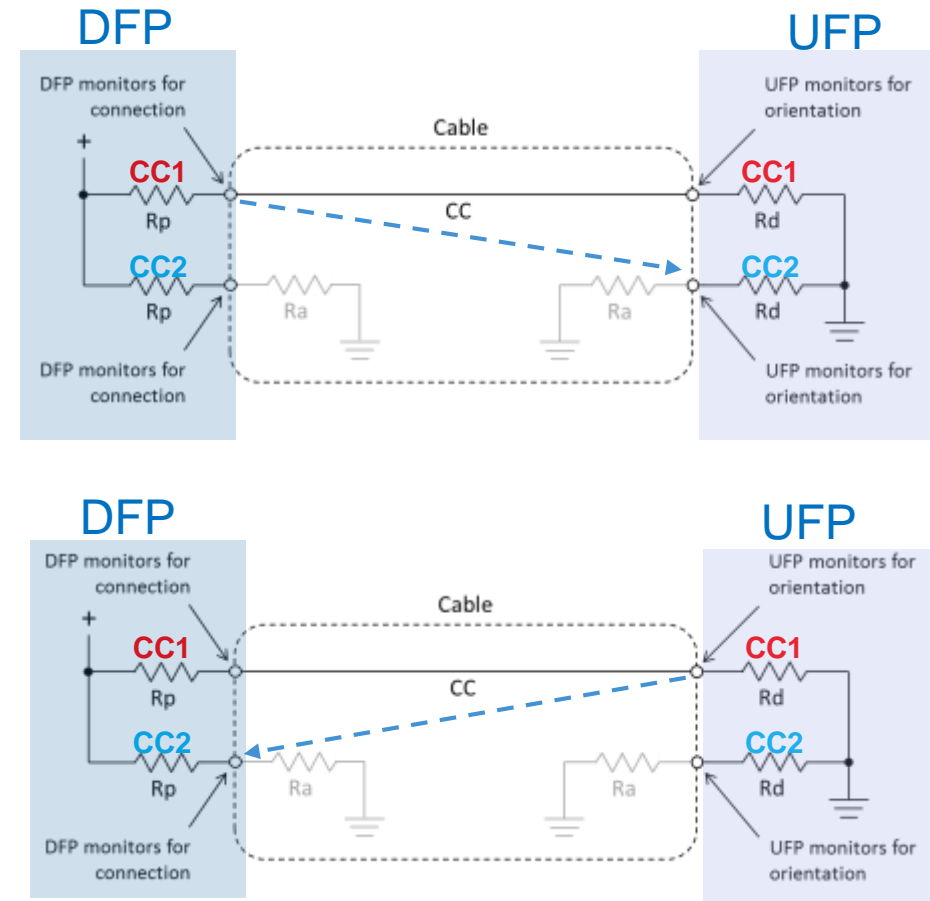 DFP
UFP
DFP monitors for
connection
UFP monitors for
orientation
Cable
+
CC1
CC1
Rp
CC
Rd
CC2
CC2
Rp
Ra
Ra
Rd
DFP monitors for
connection
UFP monitors for
orientation
DFP
UFP
DFP monitors for
connection
UFP monitors for
orientation
Cable
+
CC1
CC1
Rp
CC
Rd
CC2
CC2
Rp
Ra
Ra
Rd
DFP monitors for
connection
UFP monitors for
orientation